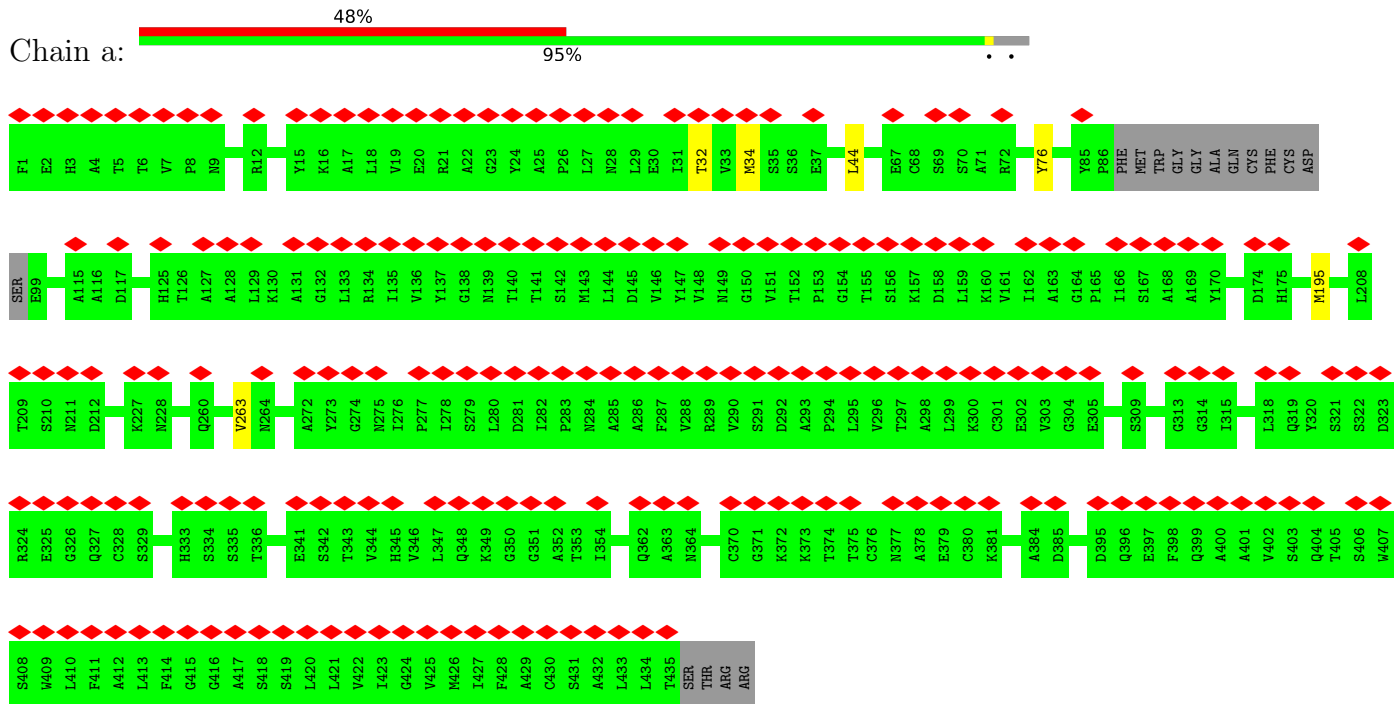 48%
Chain a:
95%
• •
F1 E2 H3 A4 T5 T6 V7 P8 N9 R12 Y15 K16 A17 L18 V19 E20 R21 A22 G23 Y24 A25 P26 L27 N28 L29 E30 I31 T32 V33 M34 S35 S36 E37 L44 E67 C68 S69 S70 A71 R72 Y76 Y85 P86 PHE MET TRP GLY GLY ALA GLN CYS PHE CYS ASP
SER E99 A115 A116 D117 H125 T126 A127 A128 L129 K130 A131 G132 L133 R134 I135 V136 Y137 G138 N139 T140 T141 S142 M143 L144 D145 V146 Y147 V148 N149 G150 V151 T152 P153 G154 T155 S156 K157 D158 L159 K160 V161 I162 A163 G164 P165 I166 S167 A168 A169 Y170 D174 H175 M195 L208
T209 S210 N211 D212 K227 N228 Q260 V263 N264 A272 Y273 G274 N275 I276 P277 I278 S279 L280 D281 I282 P283 N284 A285 A286 F287 V288 R289 V290 S291 D292 A293 P294 L295 V296 T297 A298 L299 K300 C301 E302 V303 G304 E305 S309 G313 G314 I315 L318 Q319 Y320 S321 S322 D323
R324 E325 G326 Q327 C328 S329 H333 S334 S335 T336 E341 S342 T343 V344 H345 V346 L347 Q348 K349 G350 G351 A352 T353 I354 Q362 A363 N364 C370 G371 K372 K373 T374 T375 C376 N377 A378 E379 C380 K381 A384 D385 D395 Q396 E397 F398 Q399 A400 A401 V402 S403 Q404 T405 S406 W407
S408 W409 L410 F411 A412 L413 F414 G415 G416 A417 S418 S419 L420 L421 V422 I423 G424 V425 M426 I427 F428 A429 C430 S431 A432 L433 L434 T435 SER THR ARG ARG